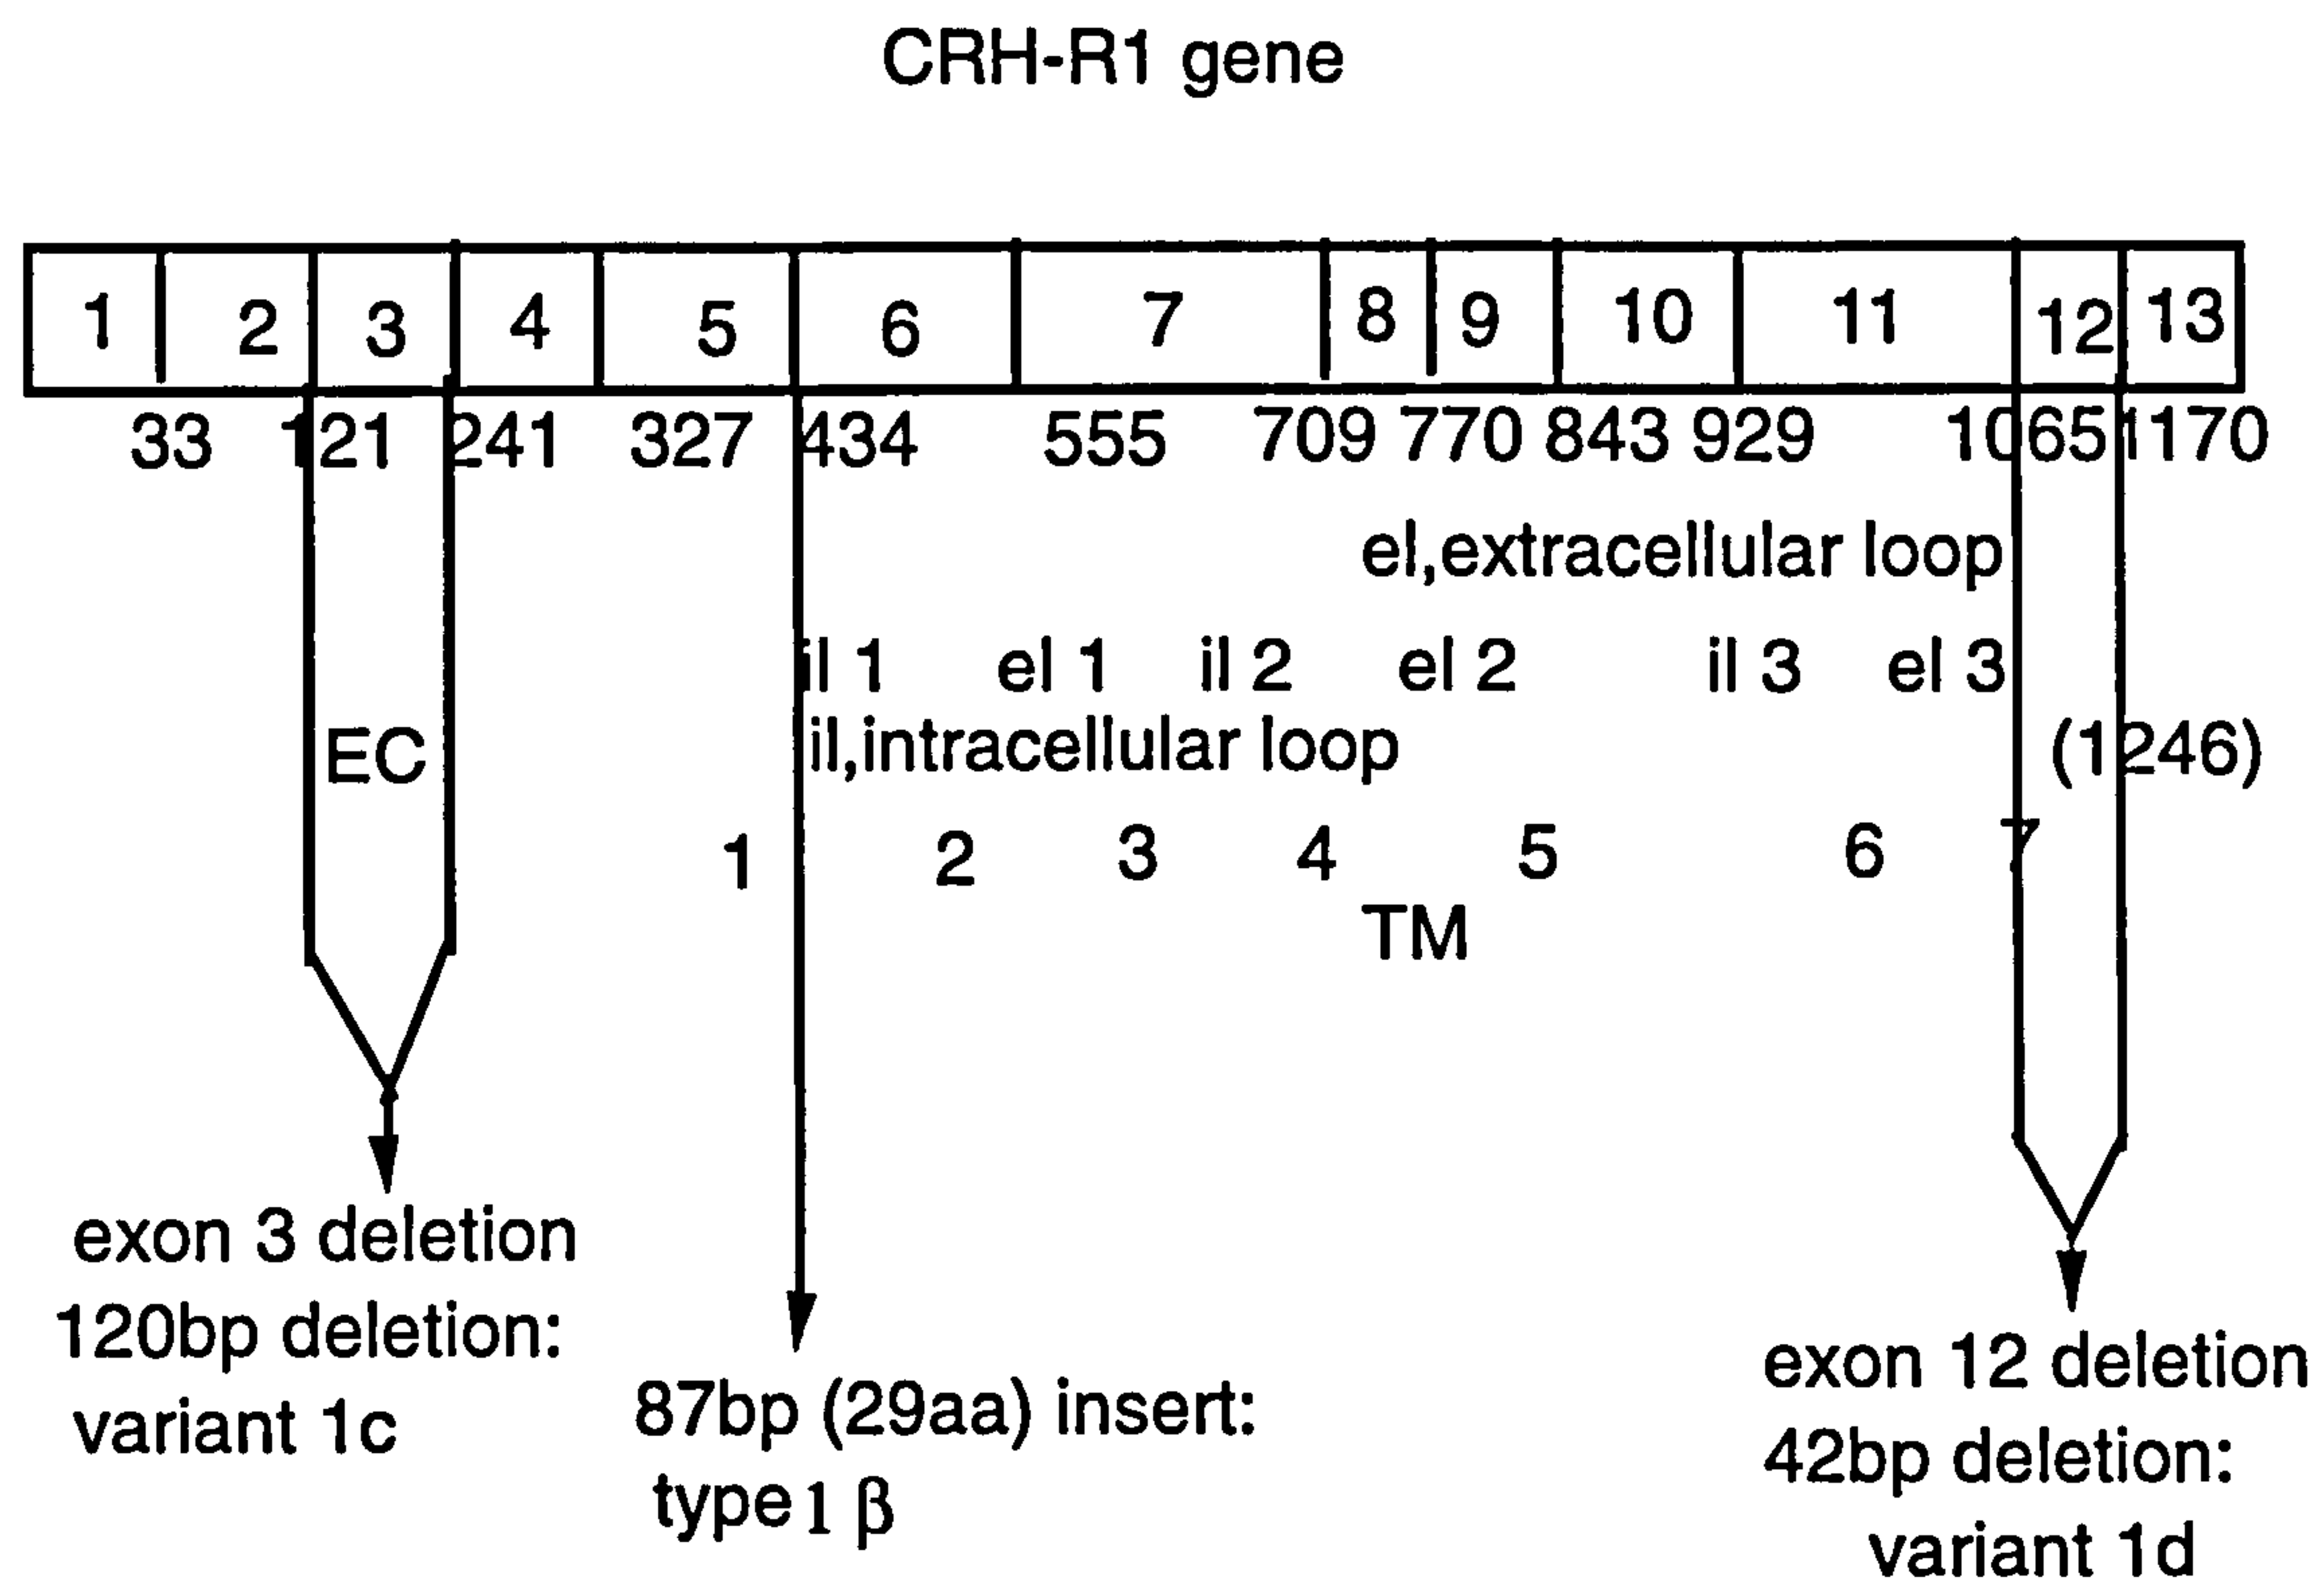 CRH-R1 gene
1 2 3 4 5 6 7 8 9 10 11 12 13
33 121 241 327 434 555 709 770 843 929 1065 1170
el,extracellular loop
il 1 el 1 il 2 el 2 il 3 el 3
EC il,intracellular loop (1246)
1 2 3 4 5 6 7
TM
exon 3 deletion
120bp deletion:
variant 1c
87bp (29aa) insert:
type 1 β
exon 12 deletion
42bp deletion:
variant 1d